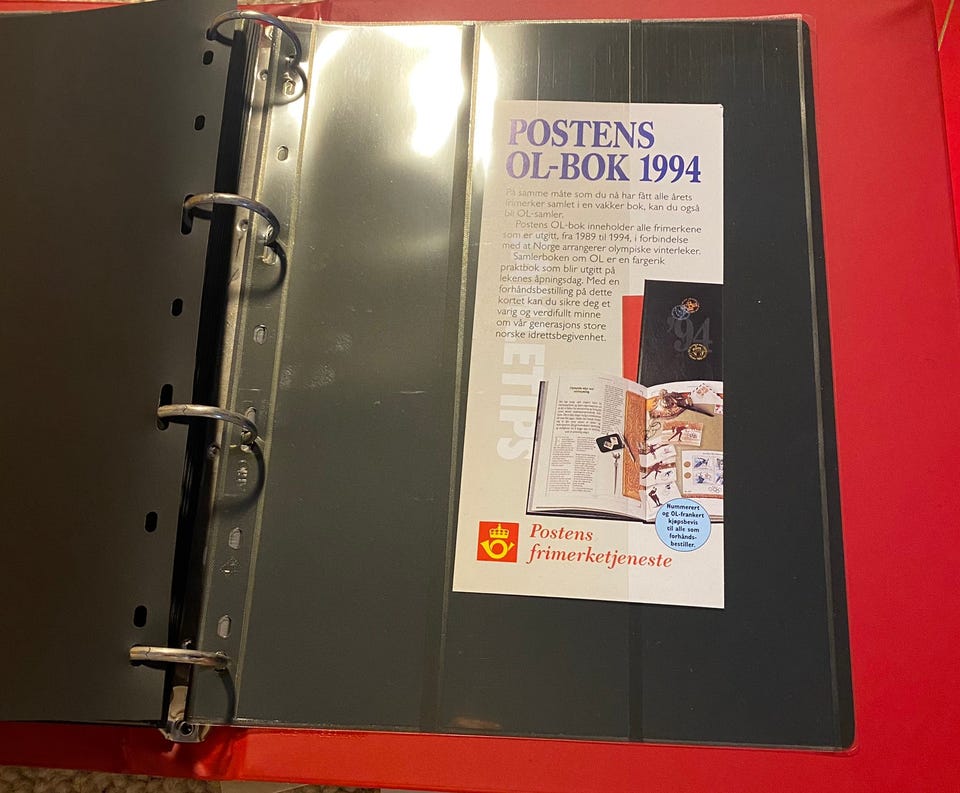 POSTENS
OL-BOK 1994
På samme måte som du nå har fått alle årets
frimerker samlet i en vakker bok, kan du også
bli OL-samler.
Postens OL-bok inneholder alle frimerkene
som er utgitt, fra 1989 til 1994, i forbindelse
med at Norge arrangerer olympiske vinterleker.
Samlerboken om OL er en fargerik
praktbok som blir utgitt på
lekenes åpningsdag. Med en
forhåndsbestilling på dette
kortet kan du sikre deg et
varig og verdifullt minne
om vår generasjons store
norske idrettsbegivenhet.
'94
ETIPS
Nummerert
og OL-frankert
kjøpsbevis
til alle som
forhånds-
bestiller.
Postens
frimerketjeneste